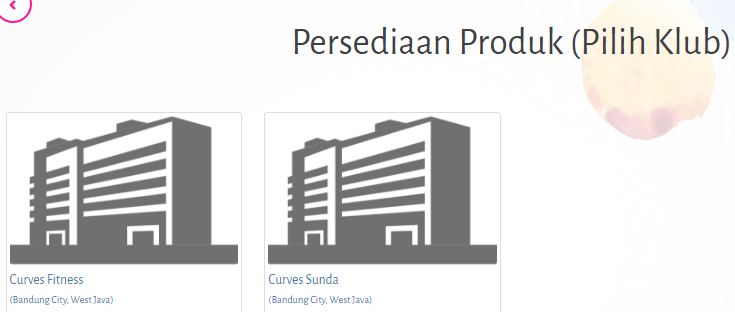 Persediaan Produk (Pilih Klub)
Curves Fitness
(Bandung City, West Java)
Curves Sunda
(Bandung City, West Java)